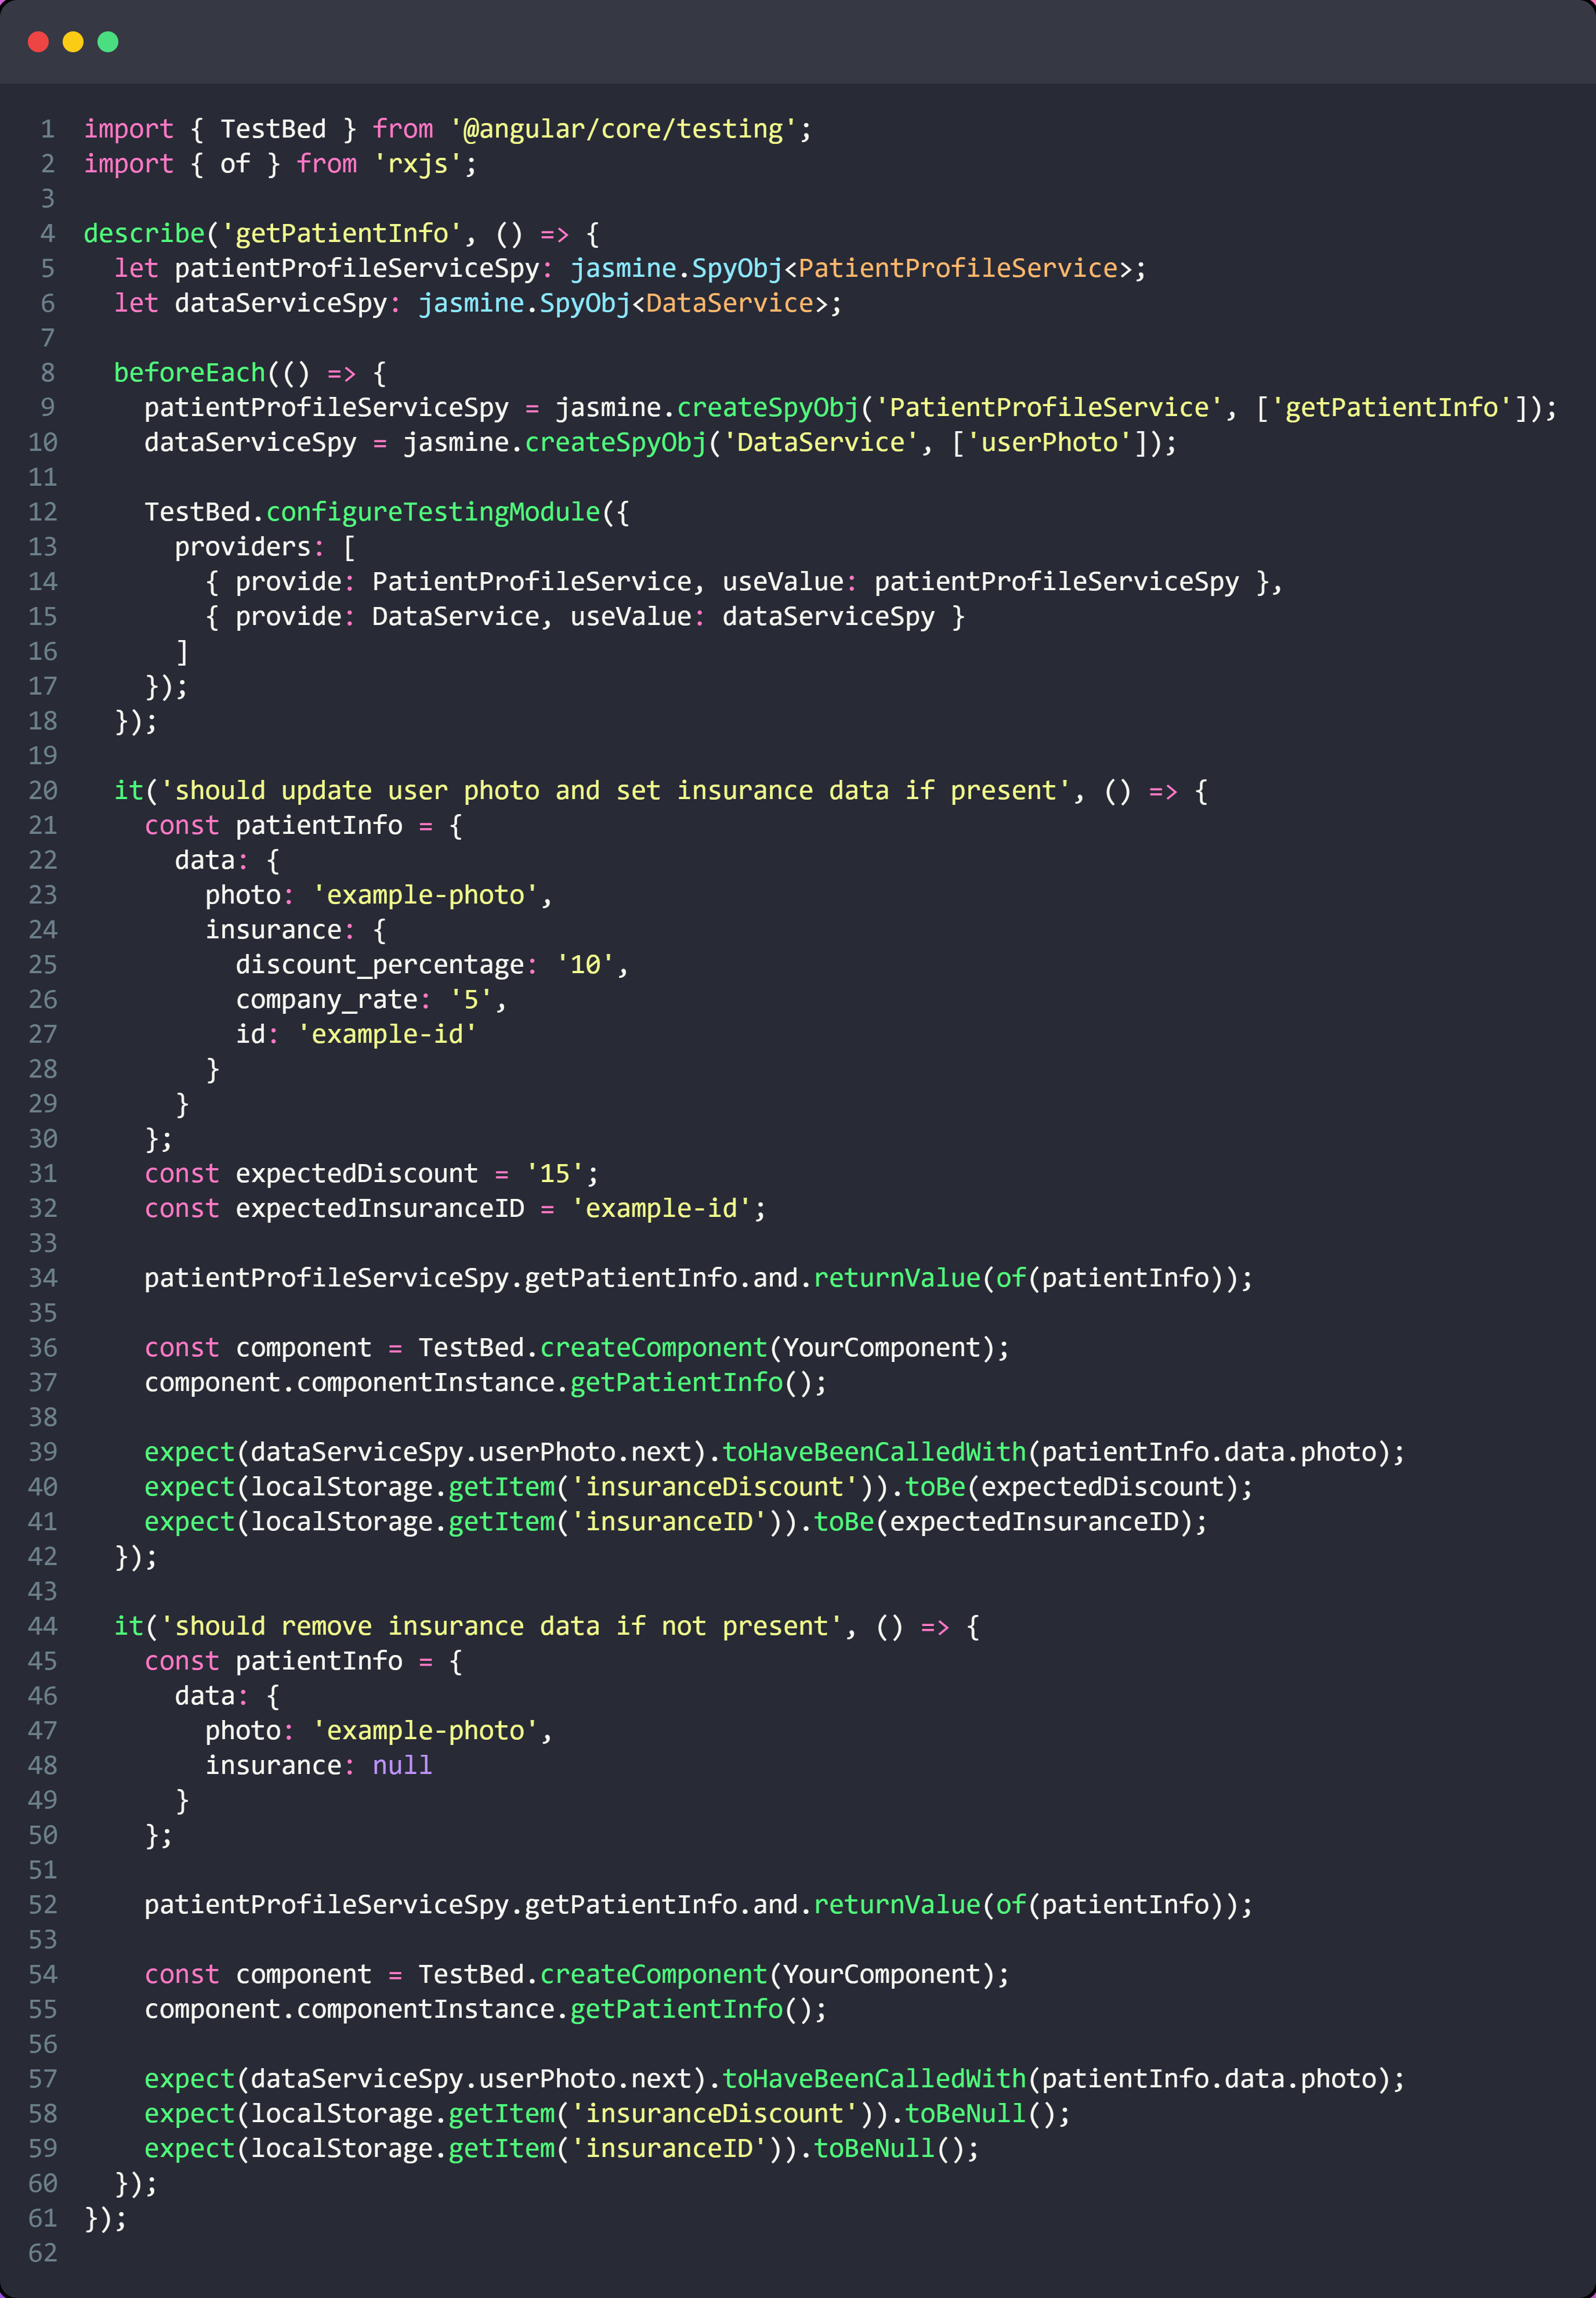 1 import { TestBed } from '@angular/core/testing';
2 import { of } from 'rxjs';
3
4 describe('getPatientInfo', () => {
5   let patientProfileServiceSpy: jasmine.SpyObj<PatientProfileService>;
6   let dataServiceSpy: jasmine.SpyObj<DataService>;
7
8   beforeEach(() => {
9     patientProfileServiceSpy = jasmine.createSpyObj('PatientProfileService', ['getPatientInfo']);
10     dataServiceSpy = jasmine.createSpyObj('DataService', ['userPhoto']);
11
12     TestBed.configureTestingModule({
13       providers: [
14         { provide: PatientProfileService, useValue: patientProfileServiceSpy },
15         { provide: DataService, useValue: dataServiceSpy }
16       ]
17     });
18   });
19
20   it('should update user photo and set insurance data if present', () => {
21     const patientInfo = {
22       data: {
23         photo: 'example-photo',
24         insurance: {
25           discount_percentage: '10',
26           company_rate: '5',
27           id: 'example-id'
28         }
29       }
30     };
31     const expectedDiscount = '15';
32     const expectedInsuranceID = 'example-id';
33
34     patientProfileServiceSpy.getPatientInfo.and.returnValue(of(patientInfo));
35
36     const component = TestBed.createComponent(YourComponent);
37     component.componentInstance.getPatientInfo();
38
39     expect(dataServiceSpy.userPhoto.next).toHaveBeenCalledWith(patientInfo.data.photo);
40     expect(localStorage.getItem('insuranceDiscount')).toBe(expectedDiscount);
41     expect(localStorage.getItem('insuranceID')).toBe(expectedInsuranceID);
42   });
43
44   it('should remove insurance data if not present', () => {
45     const patientInfo = {
46       data: {
47         photo: 'example-photo',
48         insurance: null
49       }
50     };
51
52     patientProfileServiceSpy.getPatientInfo.and.returnValue(of(patientInfo));
53
54     const component = TestBed.createComponent(YourComponent);
55     component.componentInstance.getPatientInfo();
56
57     expect(dataServiceSpy.userPhoto.next).toHaveBeenCalledWith(patientInfo.data.photo);
58     expect(localStorage.getItem('insuranceDiscount')).toBeNull();
59     expect(localStorage.getItem('insuranceID')).toBeNull();
60   });
61 });
62